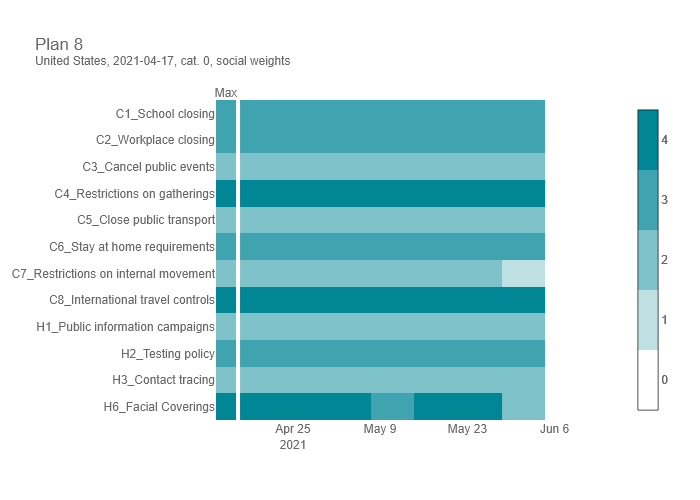 Plan 8
United States, 2021-04-17, cat. 0, social weights
Max
C1_School closing
C2_Workplace closing
C3_Cancel public events
C4_Restrictions on gatherings
C5_Close public transport
C6_Stay at home requirements
C7_Restrictions on internal movement
C8_International travel controls
H1_Public information campaigns
H2_Testing policy
H3_Contact tracing
H6_Facial Coverings
Apr 25 May 9 May 23 Jun 6
2021
4
3
2
1
0